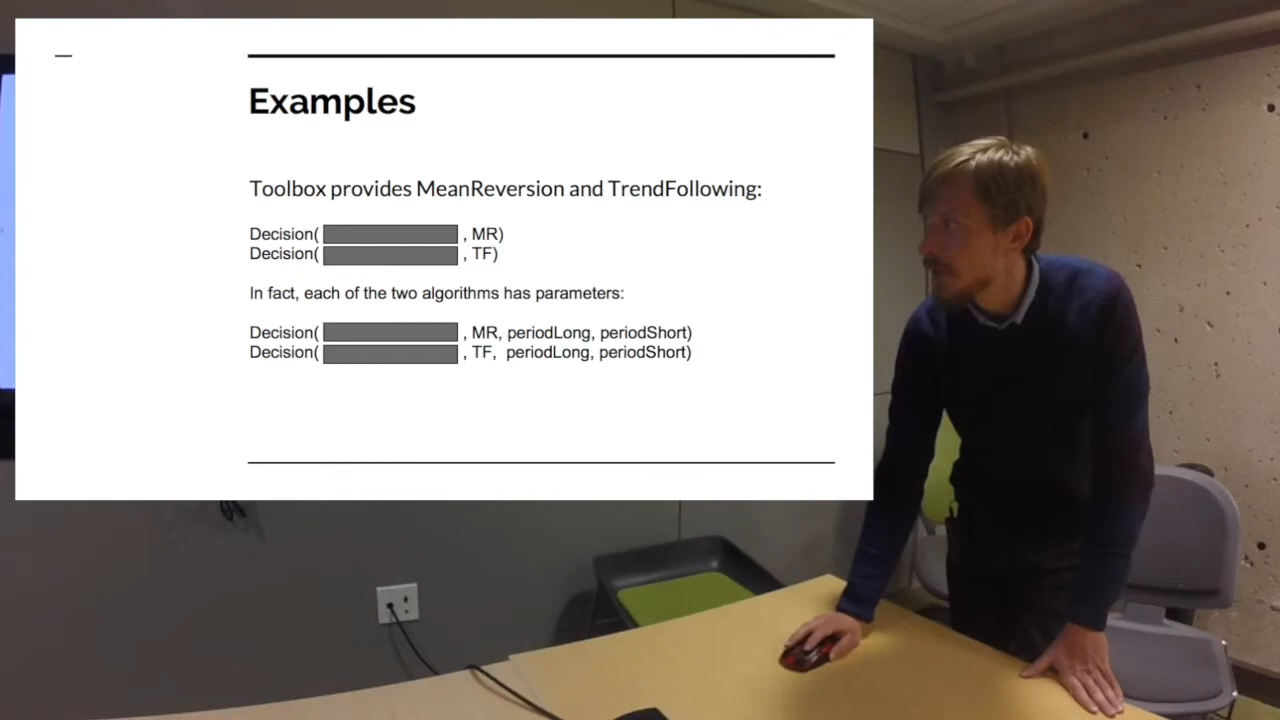 Examples
Toolbox provides MeanReversion and TrendFollowing:
Decision( , MR)
Decision( , TF)
In fact, each of the two algorithms has parameters:
Decision( , MR, periodLong, periodShort)
Decision( , TF, periodLong, periodShort)